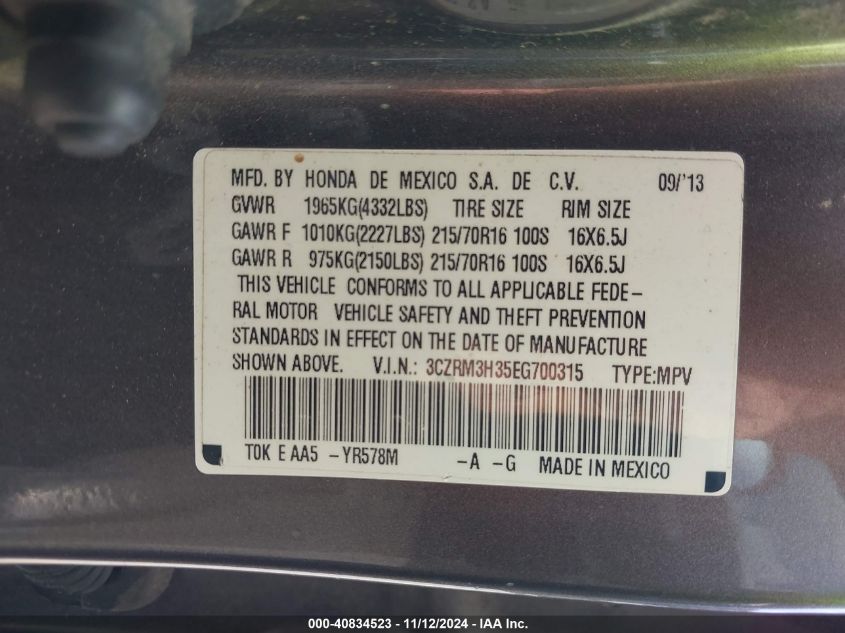 MFD. BY HONDA DE MEXICO S.A. DE C.V. 09/'13
GVWR 1965KG(4332LBS) TIRE SIZE RIM SIZE
GAWR F 1010KG(2227LBS) 215/70R16 100S 16X6.5J
GAWR R 975KG(2150LBS) 215/70R16 100S 16X6.5J
THIS VEHICLE CONFORMS TO ALL APPLICABLE FEDE-
RAL MOTOR VEHICLE SAFETY AND THEFT PREVENTION
STANDARDS IN EFFECT ON THE DATE OF MANUFACTURE
SHOWN ABOVE. V.I.N.: 3CZRM3H35EG700315 TYPE:MPV
T0K E AA5 -YR578M -A -G MADE IN MEXICO
000-40834523 - 11/12/2024 - IAA Inc.